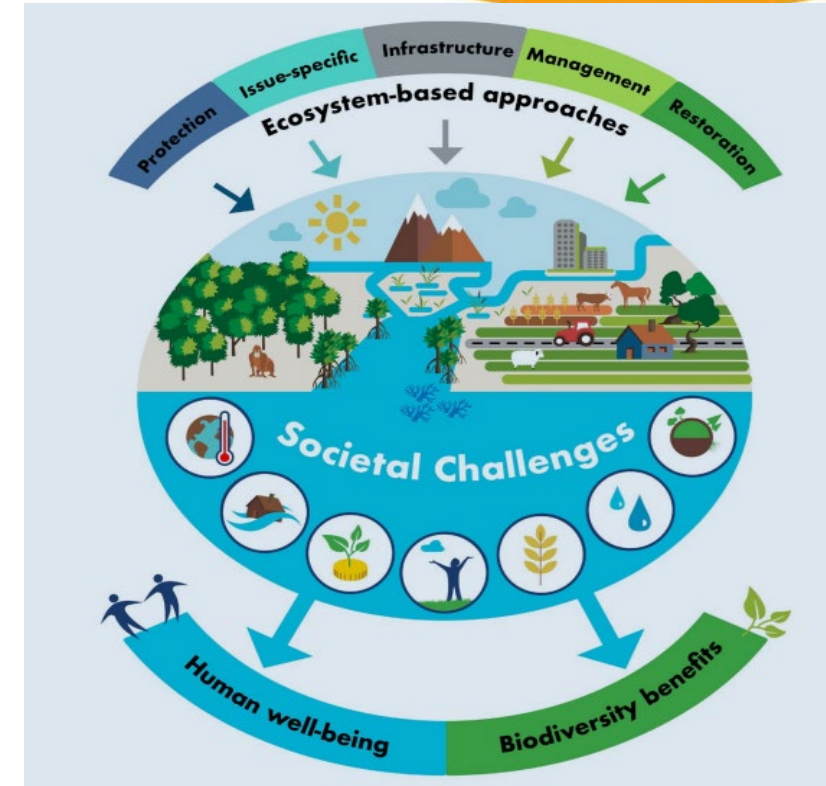 Protection
Issue-specific
Infrastructure
Management
Restoration
Ecosystem-based approaches
Societal Challenges
Human well-being
Biodiversity benefits